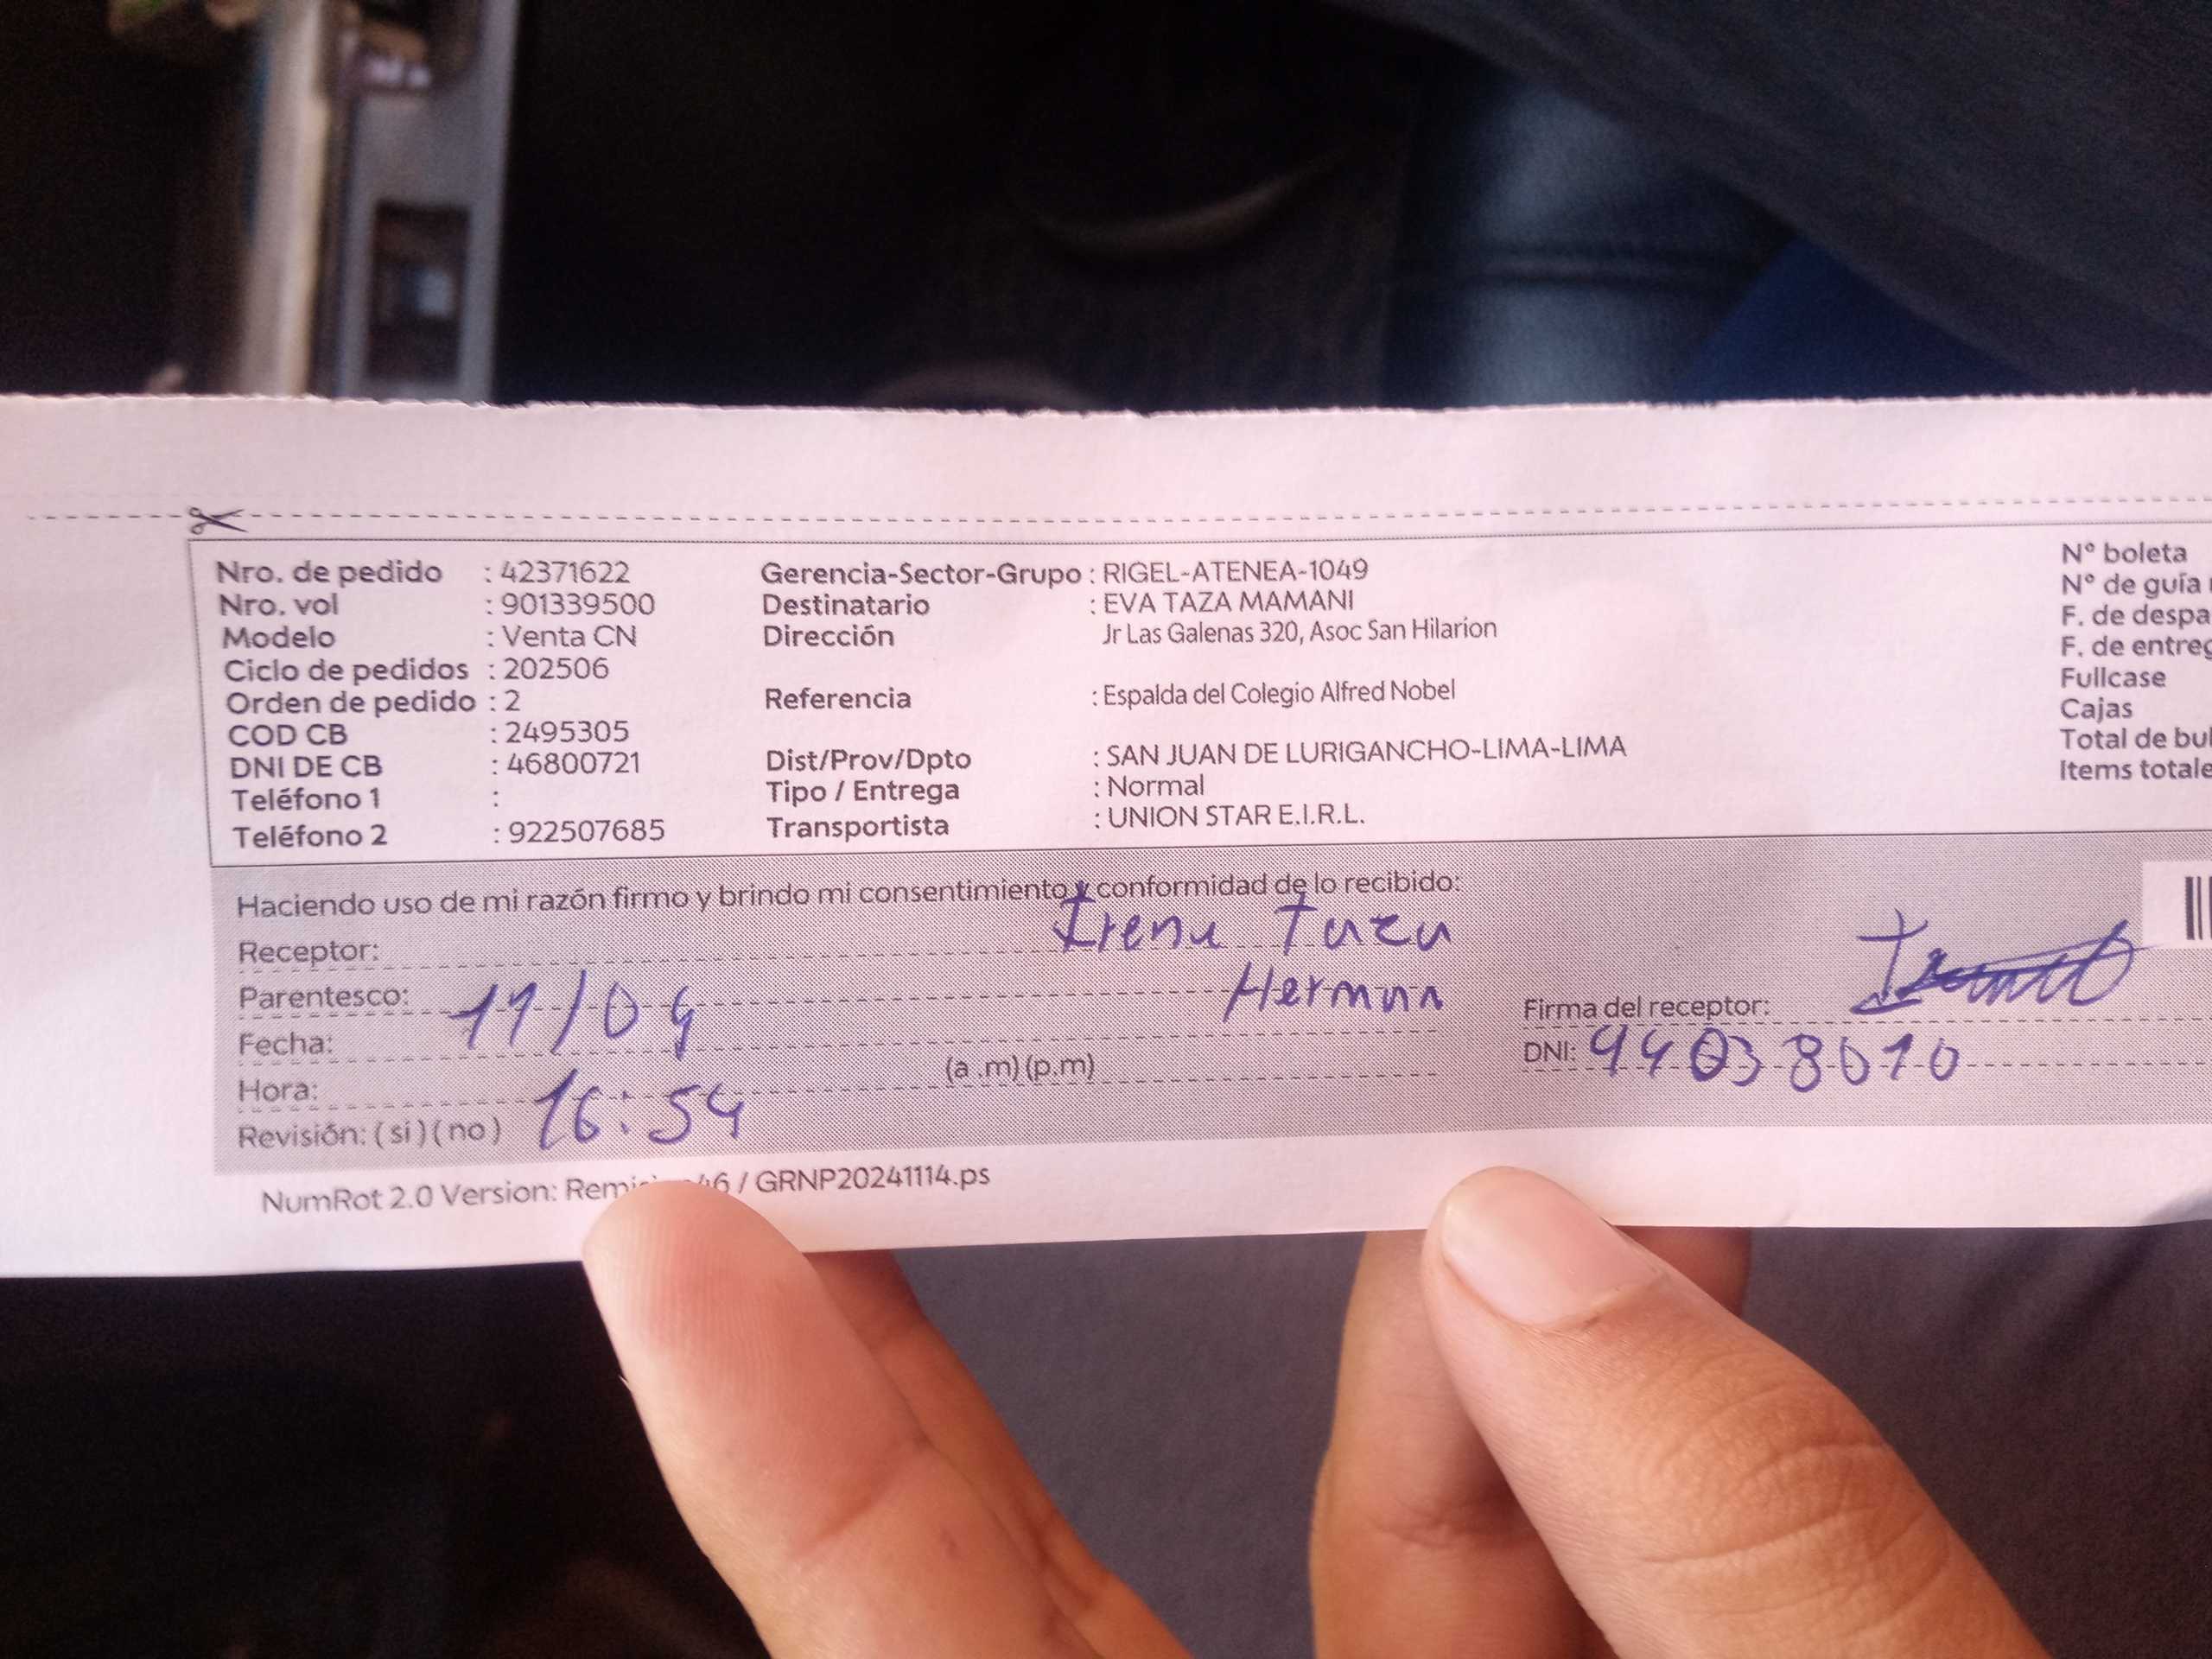 Nro. de pedido : 42371622 Gerencia-Sector-Grupo : RIGEL-ATENEA-1049 N° boleta
Nro. vol : 901339500 Destinatario : EVA TAZA MAMANI N° de guía
Modelo : Venta CN Dirección Jr Las Galenas 320, Asoc San Hilarion F. de despa
Ciclo de pedidos : 202506 F. de entreg
Orden de pedido : 2 Referencia : Espalda del Colegio Alfred Nobel Fullcase
COD CB : 2495305 Cajas
DNI DE CB : 46800721 Dist/Prov/Dpto : SAN JUAN DE LURIGANCHO-LIMA-LIMA Total de bul
Teléfono 1 : Tipo / Entrega : Normal Items totale
Teléfono 2 : 922507685 Transportista : UNION STAR E.I.R.L.
Haciendo uso de mi razón firmo y brindo mi consentimiento y conformidad de lo recibido:
Receptor: Irene Taza
Parentesco: Hermana Firma del receptor:
Fecha: 11/04 DNI: 44038010
Hora: 16:54 (a .m) (p.m)
Revisión: ( si ) ( no )
NumRot 2.0 Version: / GRNP20241114.ps